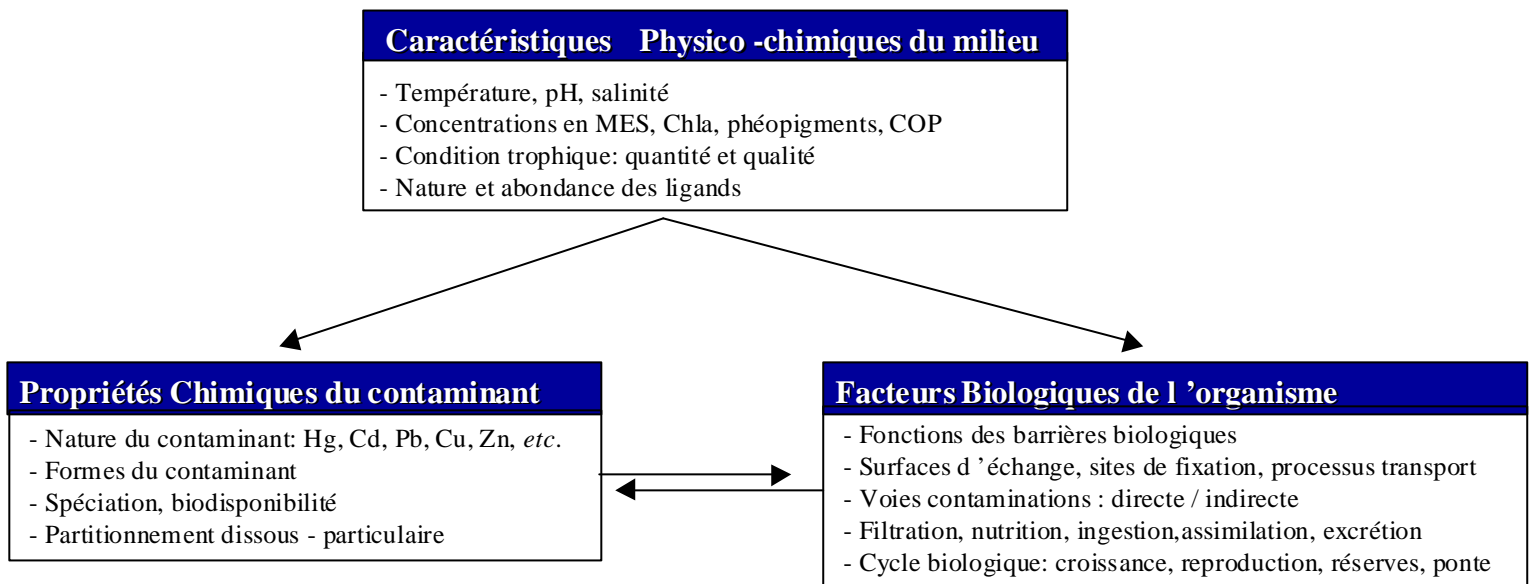 Caractéristiques Physico -chimiques du milieu
- Température, pH, salinité
- Concentrations en MES, Chla, phéopigments, COP
- Condition trophique: quantité et qualité
- Nature et abondance des ligands
Propriétés Chimiques du contaminant
- Nature du contaminant: Hg, Cd, Pb, Cu, Zn, etc.
- Formes du contaminant
- Spéciation, biodisponibilité
- Partitionnement dissous - particulaire
Facteurs Biologiques de l ’organisme
- Fonctions des barrières biologiques
- Surfaces d ’échange, sites de fixation, processus transport
- Voies contaminations : directe / indirecte
- Filtration, nutrition, ingestion,assimilation, excrétion
- Cycle biologique: croissance, reproduction, réserves, ponte